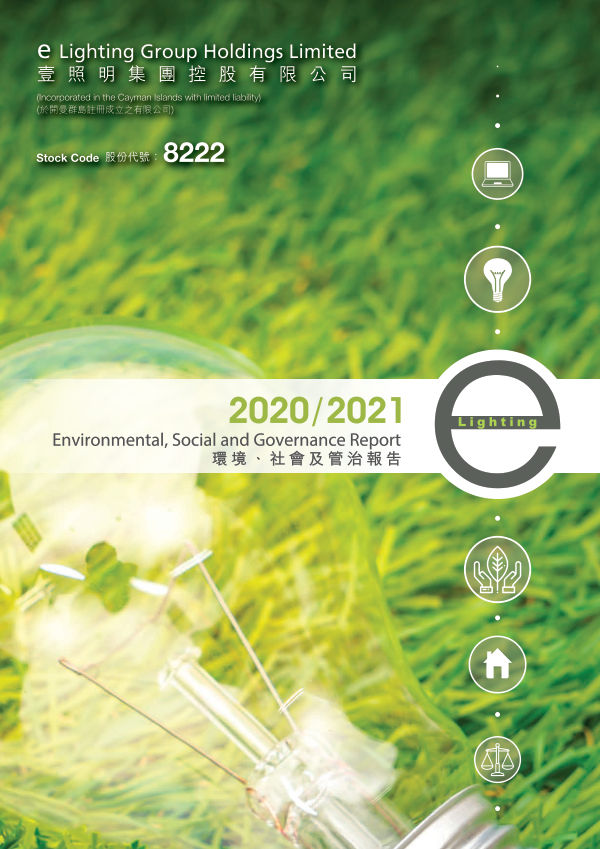 e Lighting Group Holdings Limited
壹照明集團控股有限公司
(Incorporated in the Cayman Islands with limited liability)
(於開曼群島註冊成立之有限公司)
Stock Code 股份代號：8222
2020/2021
Environmental, Social and Governance Report
環境、社會及管治報告
e Lighting